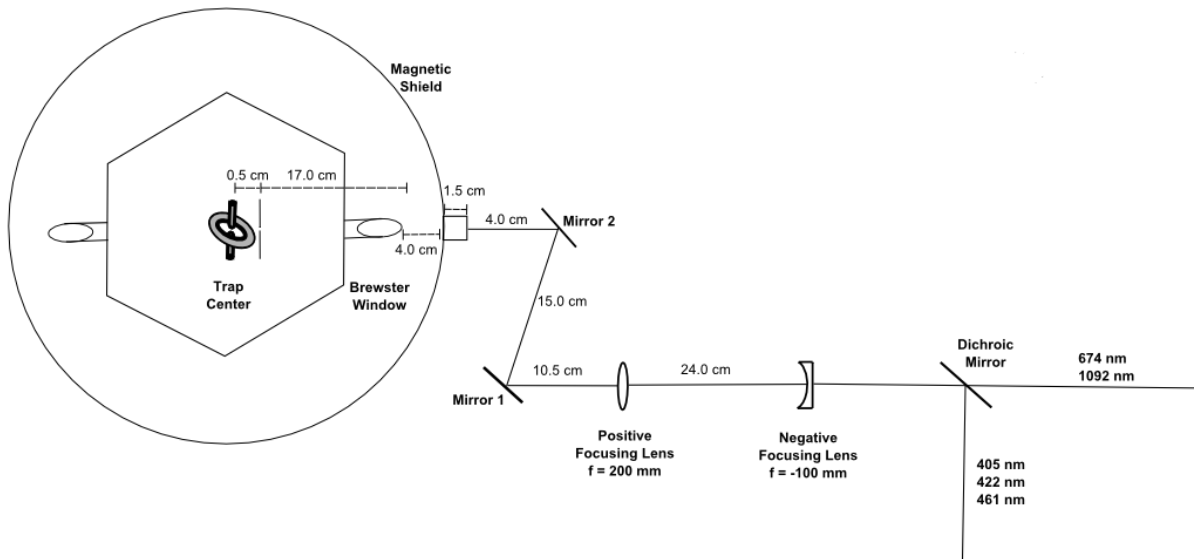 Magnetic
Shield
0.5 cm
17.0 cm
1.5 cm
4.0 cm
Mirror 2
4.0 cm
Trap
Center
Brewster
Window
15.0 cm
Dichroic
Mirror
674 nm
1092 nm
10.5 cm
24.0 cm
Mirror 1
Positive
Focusing Lens
f = 200 mm
Negative
Focusing Lens
f = -100 mm
405 nm
422 nm
461 nm